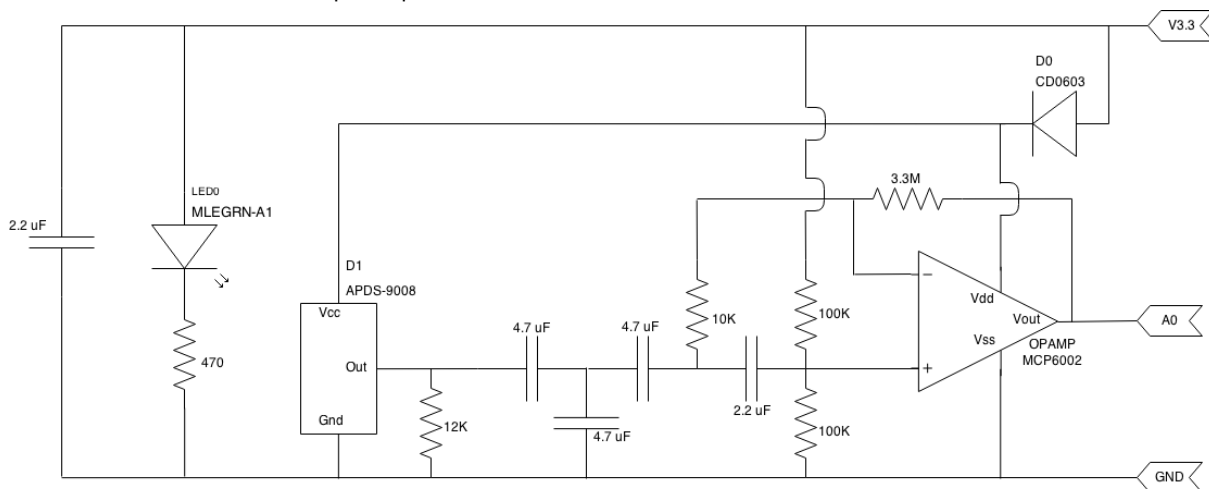 V3.3
D0
CD0603
3.3M
LED0
MLEGRN-A1
2.2 uF
D1
APDS-9008
Vcc
Out
Gnd
470
12K
4.7 uF
4.7 uF
4.7 uF
10K
2.2 uF
100K
100K
−
+
Vdd
Vout
Vss
OPAMP
MCP6002
A0
GND